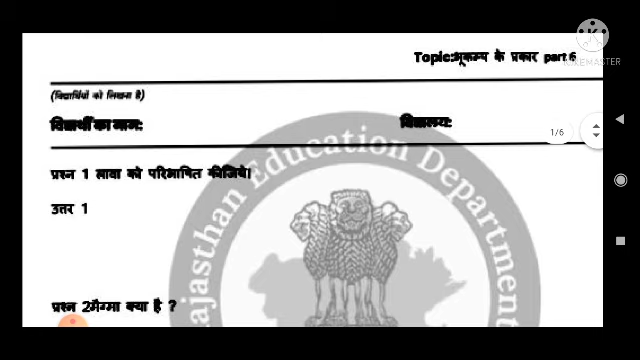 Topic:भूकम्प के प्रकार part 6
KINEMASTER
(विद्यार्थियों को लिखना है)
विद्यार्थी का नाम:
विद्यालय:
1/6
प्रश्न 1 लावा को परिभाषित कीजिये।
उत्तर 1
Rajasthan Education Department
प्रश्न 2मैग्मा क्या है ?